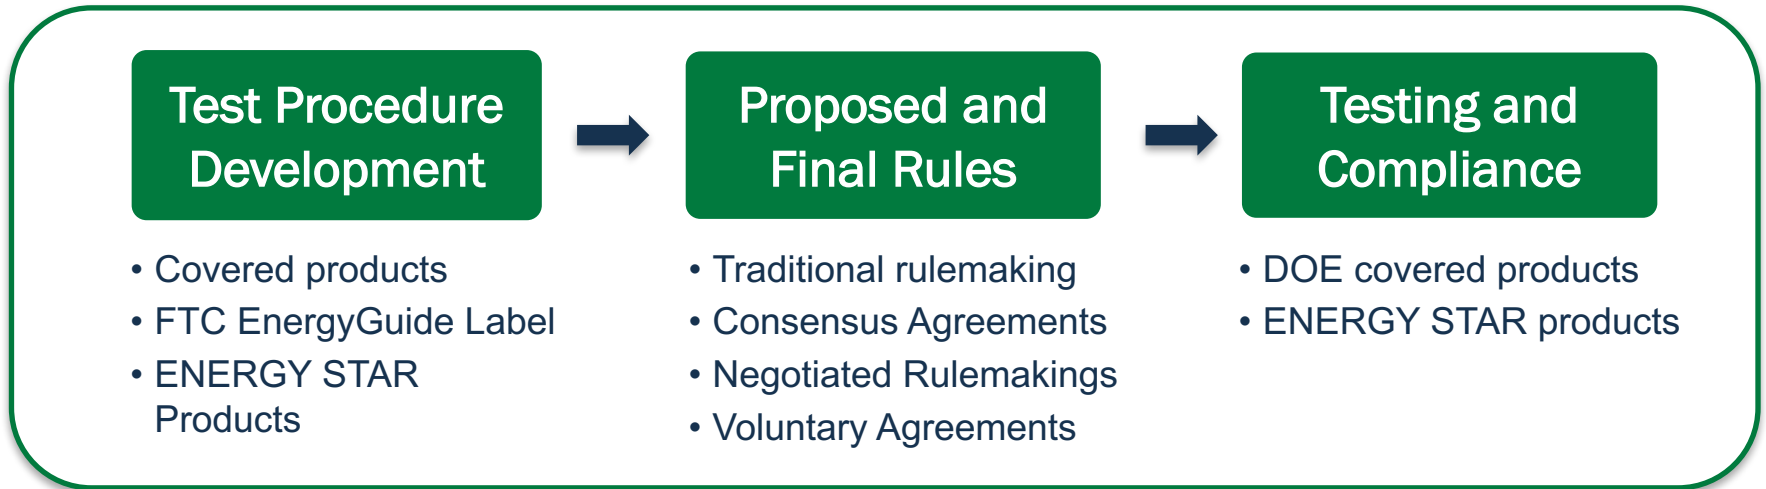 Test Procedure
Development
• Covered products
• FTC EnergyGuide Label
• ENERGY STAR
Products
Proposed and
Final Rules
• Traditional rulemaking
• Consensus Agreements
• Negotiated Rulemakings
• Voluntary Agreements
Testing and
Compliance
• DOE covered products
• ENERGY STAR products